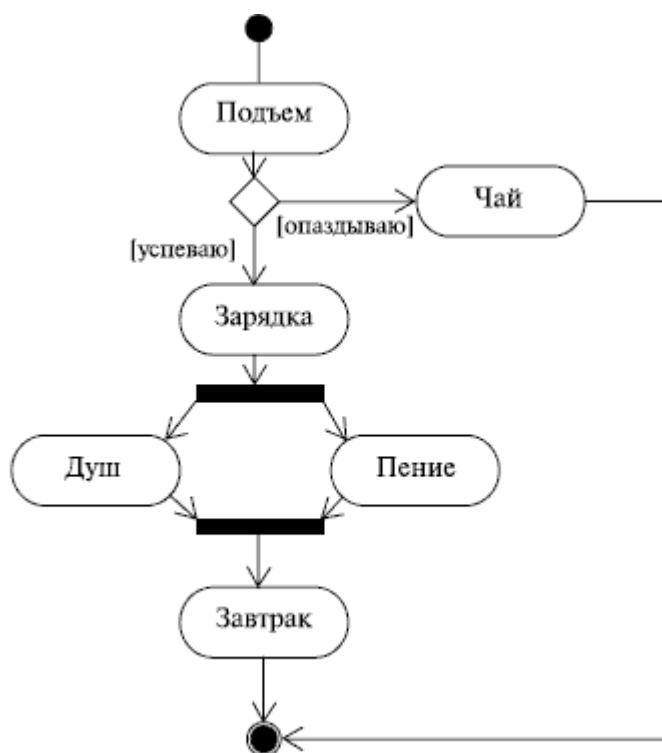 Подъем
Чай
[опаздываю]
[успеваю]
Зарядка
Душ
Пение
Завтрак